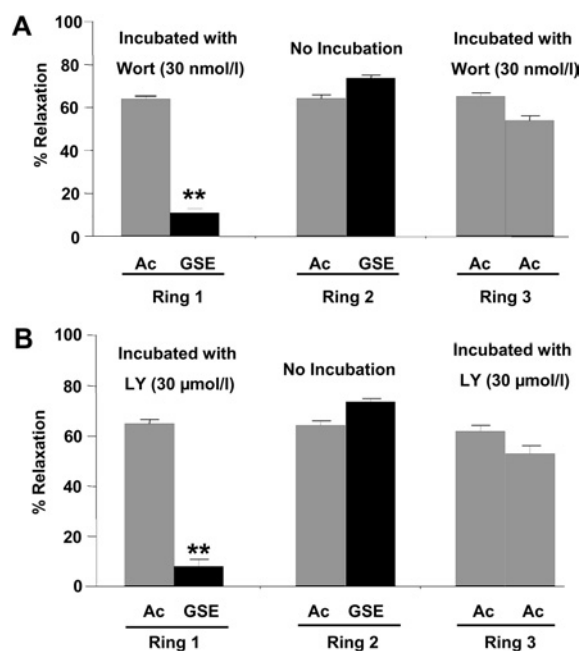 A
Incubated with
Wort (30 nmol/l)
No Incubation
Incubated with
Wort (30 nmol/l)
% Relaxation
100
80
60
40
20
0
**
Ac GSE Ac GSE Ac Ac
Ring 1 Ring 2 Ring 3
B
Incubated with
LY (30 µmol/l)
No Incubation
Incubated with
LY (30 µmol/l)
% Relaxation
100
80
60
40
20
0
**
Ac GSE Ac GSE Ac Ac
Ring 1 Ring 2 Ring 3